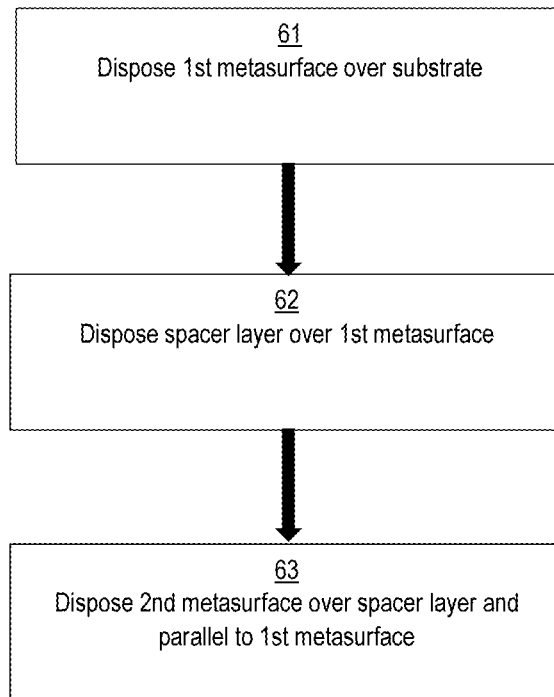 61
Dispose 1st metasurface over substrate
62
Dispose spacer layer over 1st metasurface
63
Dispose 2nd metasurface over spacer layer and
parallel to 1st metasurface